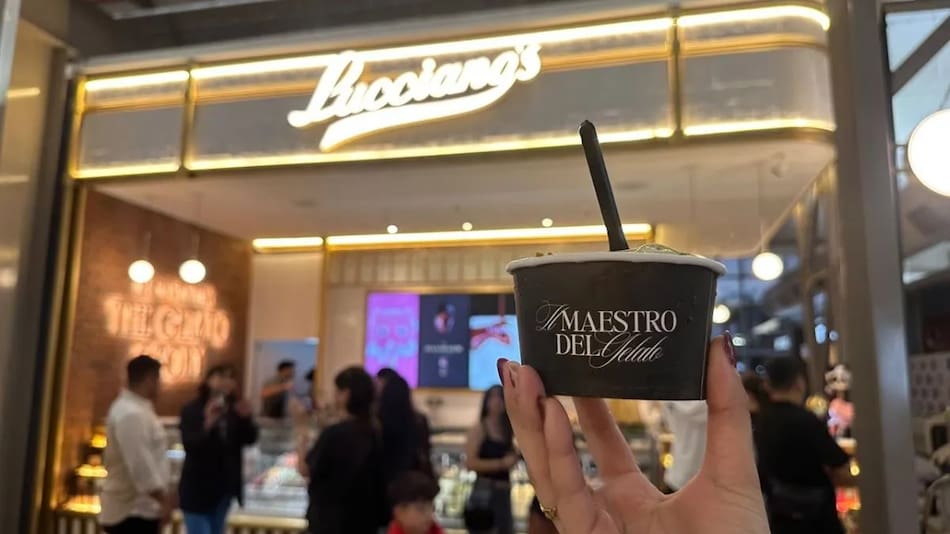 Lucciano's
Il MAESTRO
DEL Gelato